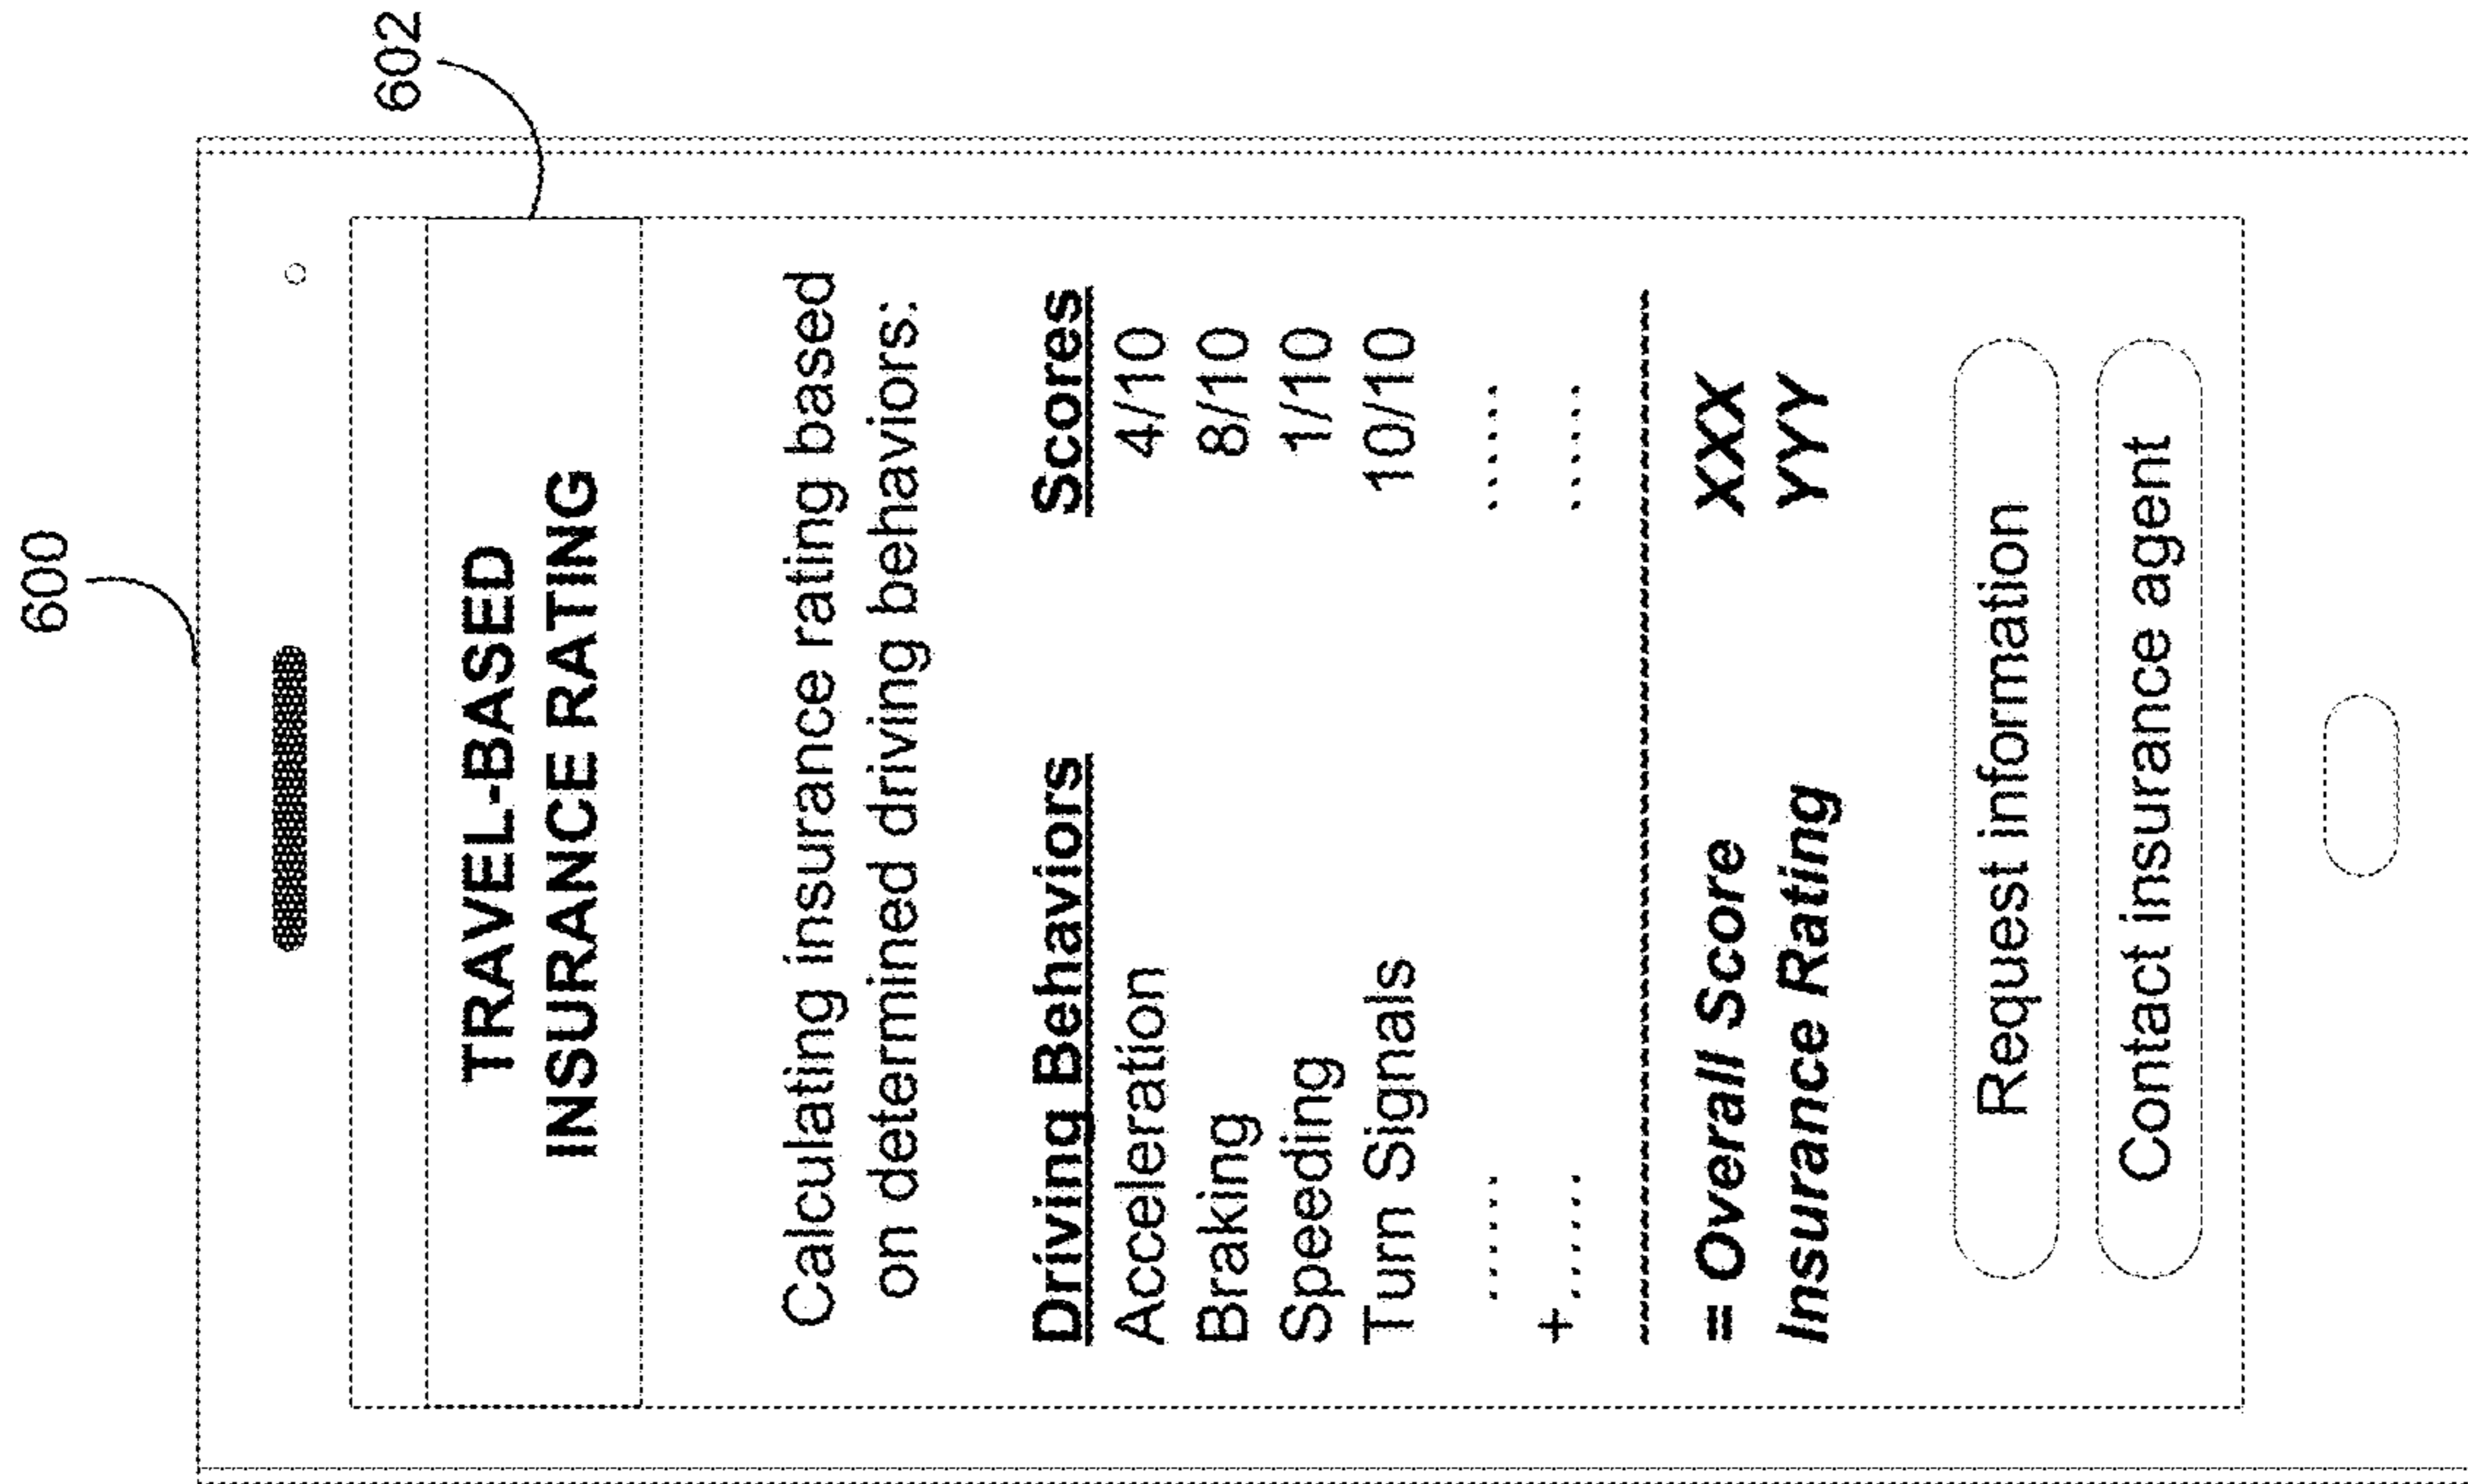 600
602
TRAVEL-BASED
INSURANCE RATING
Calculating insurance rating based
on determined driving behaviors:
Driving Behaviors Scores
Acceleration 4/10
Braking 8/10
Speeding 1/10
Turn Signals 10/10
...... ......
+ ...... ......
= Overall Score XXX
Insurance Rating YYY
Request information
Contact insurance agent